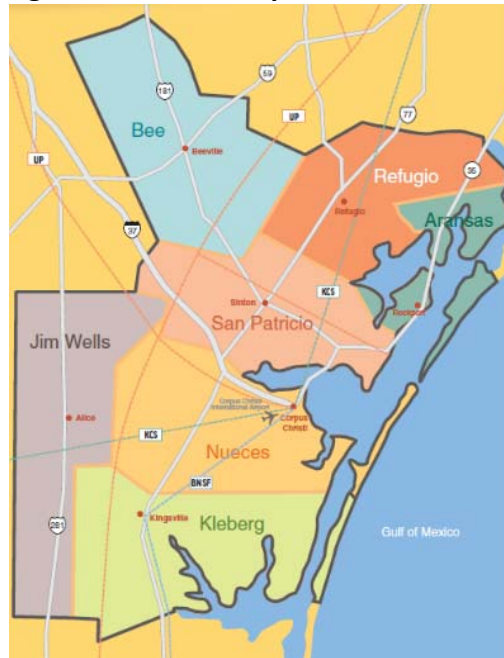 181
59
Bee
UP
77
Beeville
UP
Refugio
35
Refugio
Aransas
37
KCS
Sinton
Rockport
San Patricio
Jim Wells
Corpus Christi
International Airport
Corpus
Christi
Alice
KCS
Nueces
BNSF
Kingsville
Kleberg
281
Gulf of Mexico